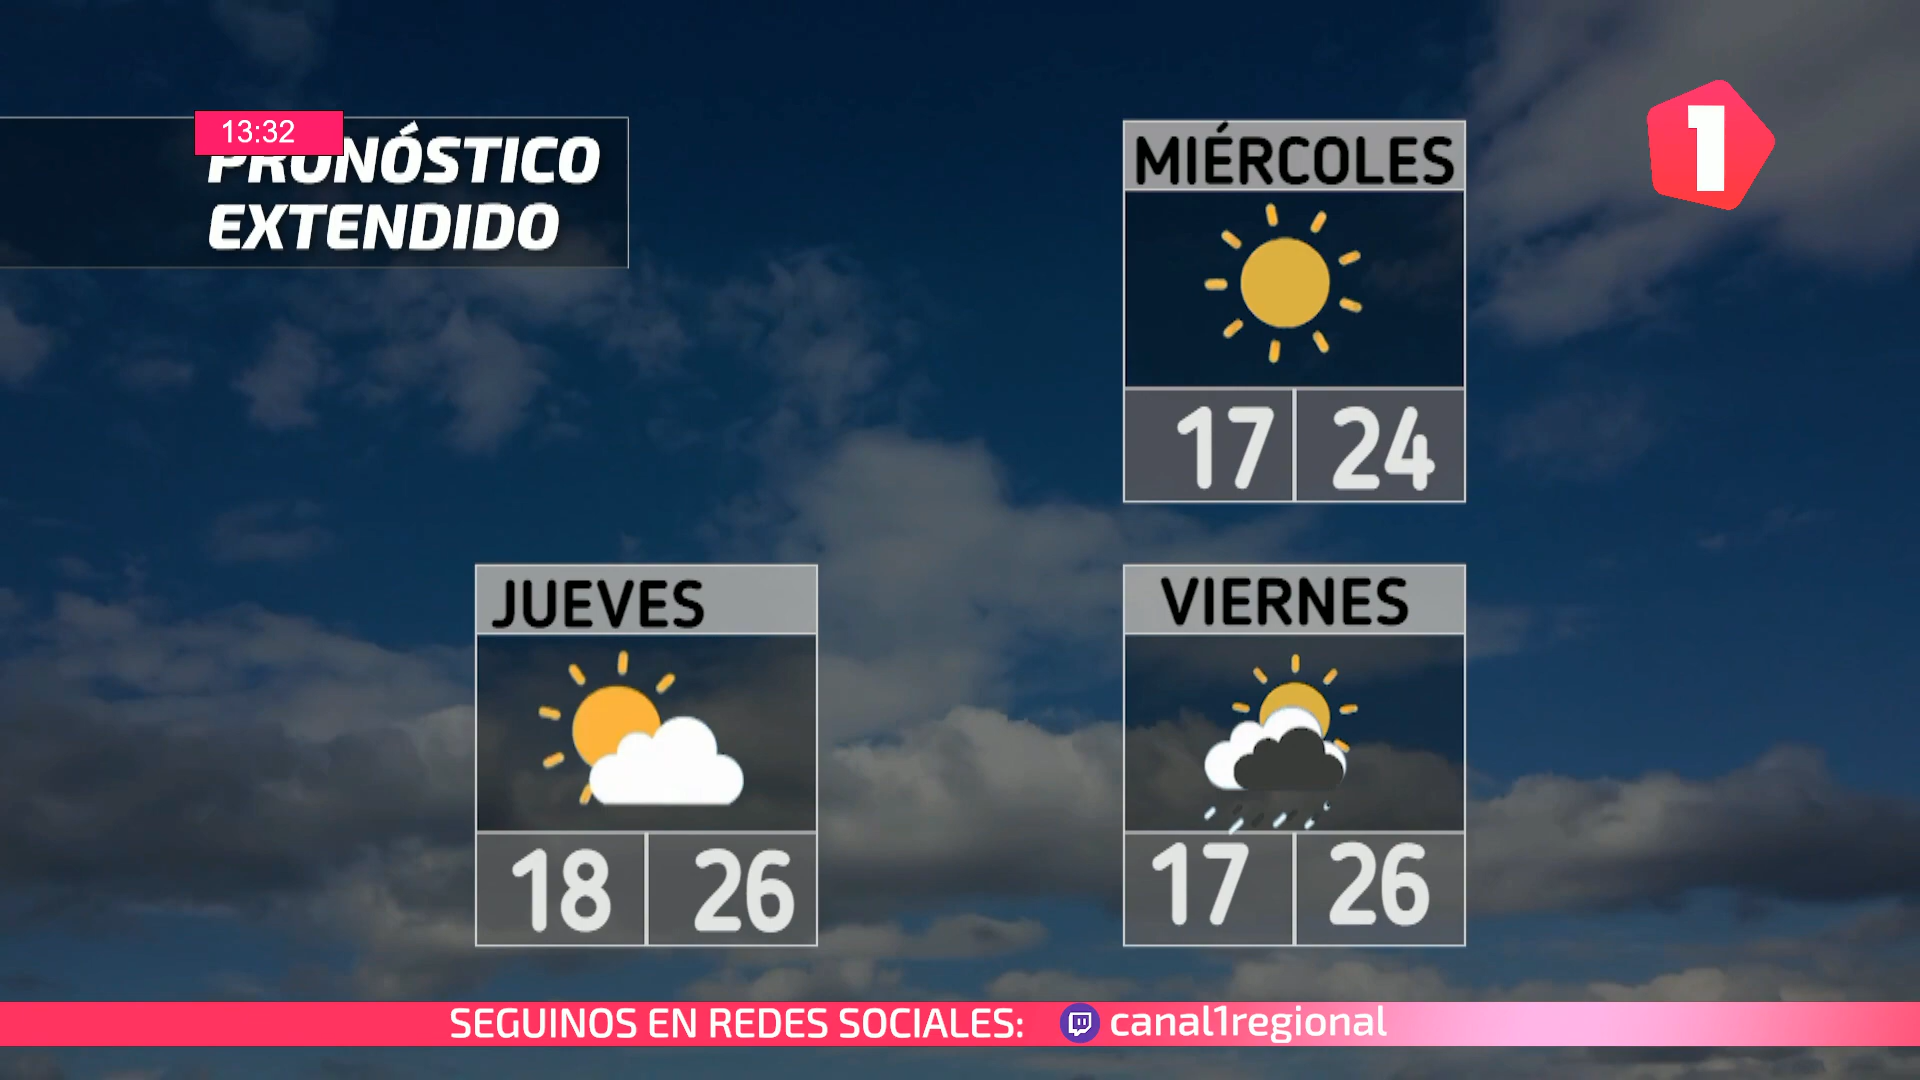 13:32
PRONÓSTICO
EXTENDIDO
MIÉRCOLES
17 24
1
JUEVES
18 26
VIERNES
17 26
SEGUINOS EN REDES SOCIALES: canal1regional